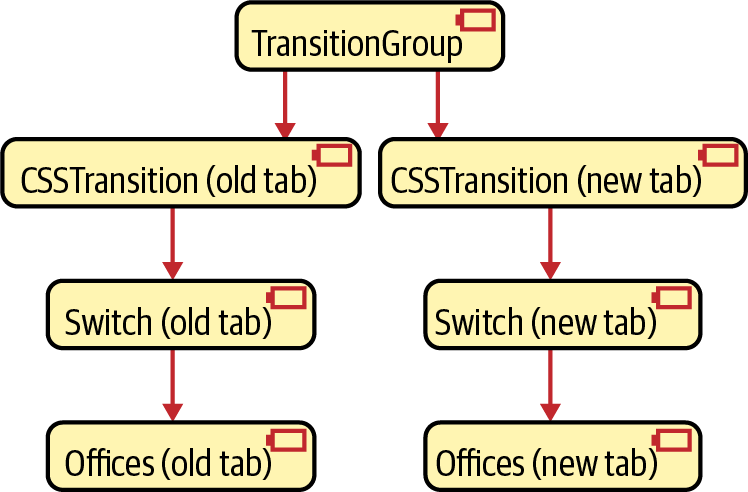 TransitionGroup
CSSTransition (old tab)
CSSTransition (new tab)
Switch (old tab)
Switch (new tab)
Offices (old tab)
Offices (new tab)